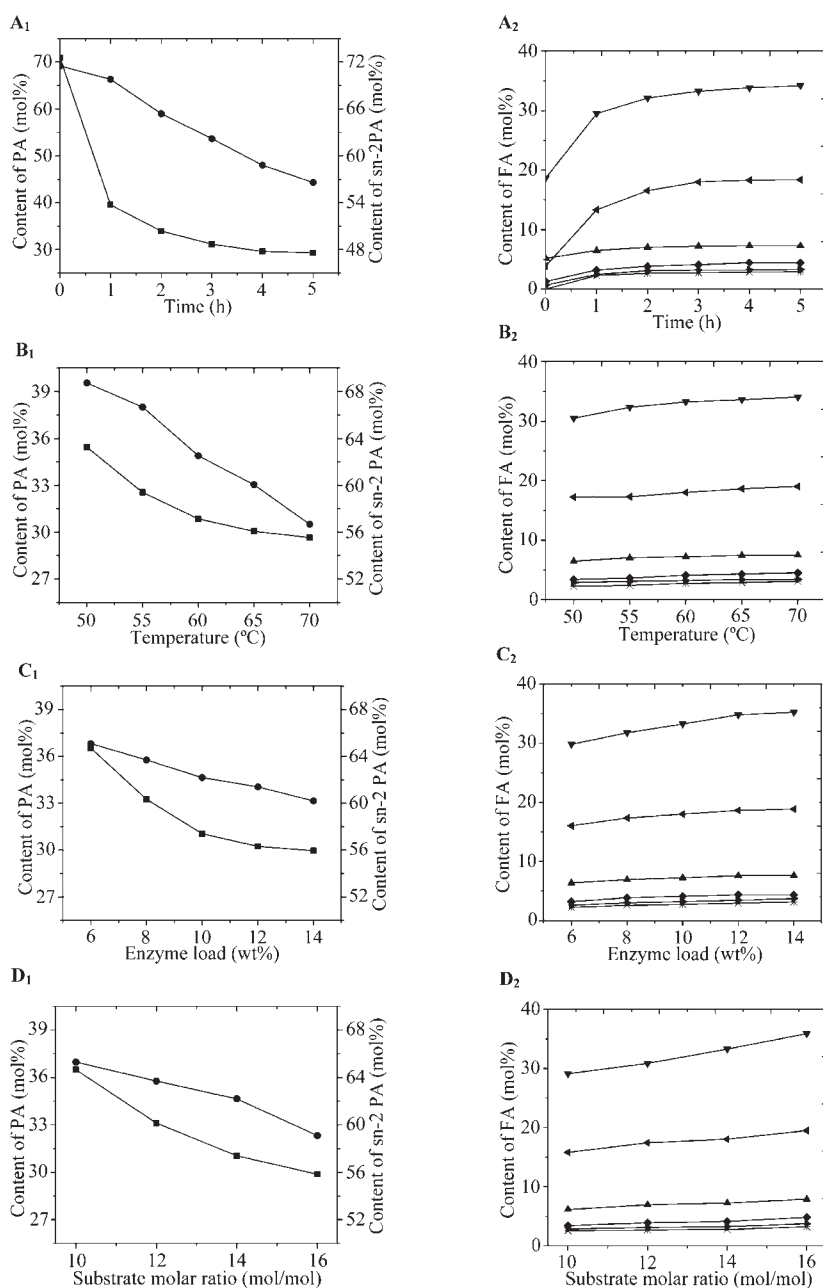 A1
Content of PA (mol%)
70
60
50
40
30
72
66
60
54
48
Content of sn-2PA (mol%)
0 1 2 3 4 5
Time (h)
A2
Content of FA (mol%)
40
30
20
10
0
0 1 2 3 4 5
Time (h)
B1
Content of PA (mol%)
39
36
33
30
27
68
64
60
56
52
Content of sn-2 PA (mol%)
50 55 60 65 70
Temperature (ºC)
B2
Content of FA (mol%)
40
30
20
10
0
50 55 60 65 70
Temperature (ºC)
C1
Content of PA (mol%)
39
36
33
30
27
68
64
60
56
52
Content of sn-2 PA (mol%)
6 8 10 12 14
Enzyme load (wt%)
C2
Content of FA (mol%)
40
30
20
10
0
6 8 10 12 14
Enzyme load (wt%)
D1
Content of PA (mol%)
39
36
33
30
27
68
64
60
56
52
Content of sn-2 PA (mol%)
10 12 14 16
Substrate molar ratio (mol/mol)
D2
Content of FA (mol%)
40
30
20
10
0
10 12 14 16
Substrate molar ratio (mol/mol)